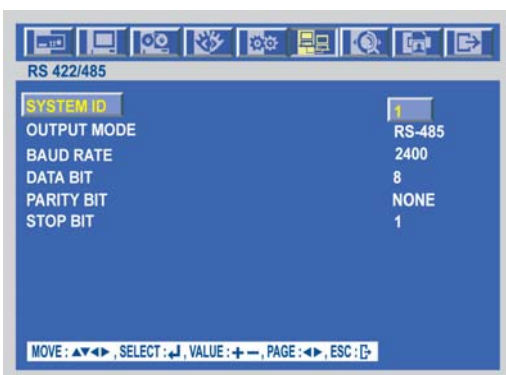 RS 422/485
SYSTEM ID 1
OUTPUT MODE RS-485
BAUD RATE 2400
DATA BIT 8
PARITY BIT NONE
STOP BIT 1
MOVE : ▲▼◀▶ , SELECT : ↵ , VALUE : + – , PAGE : ◀▶ , ESC :